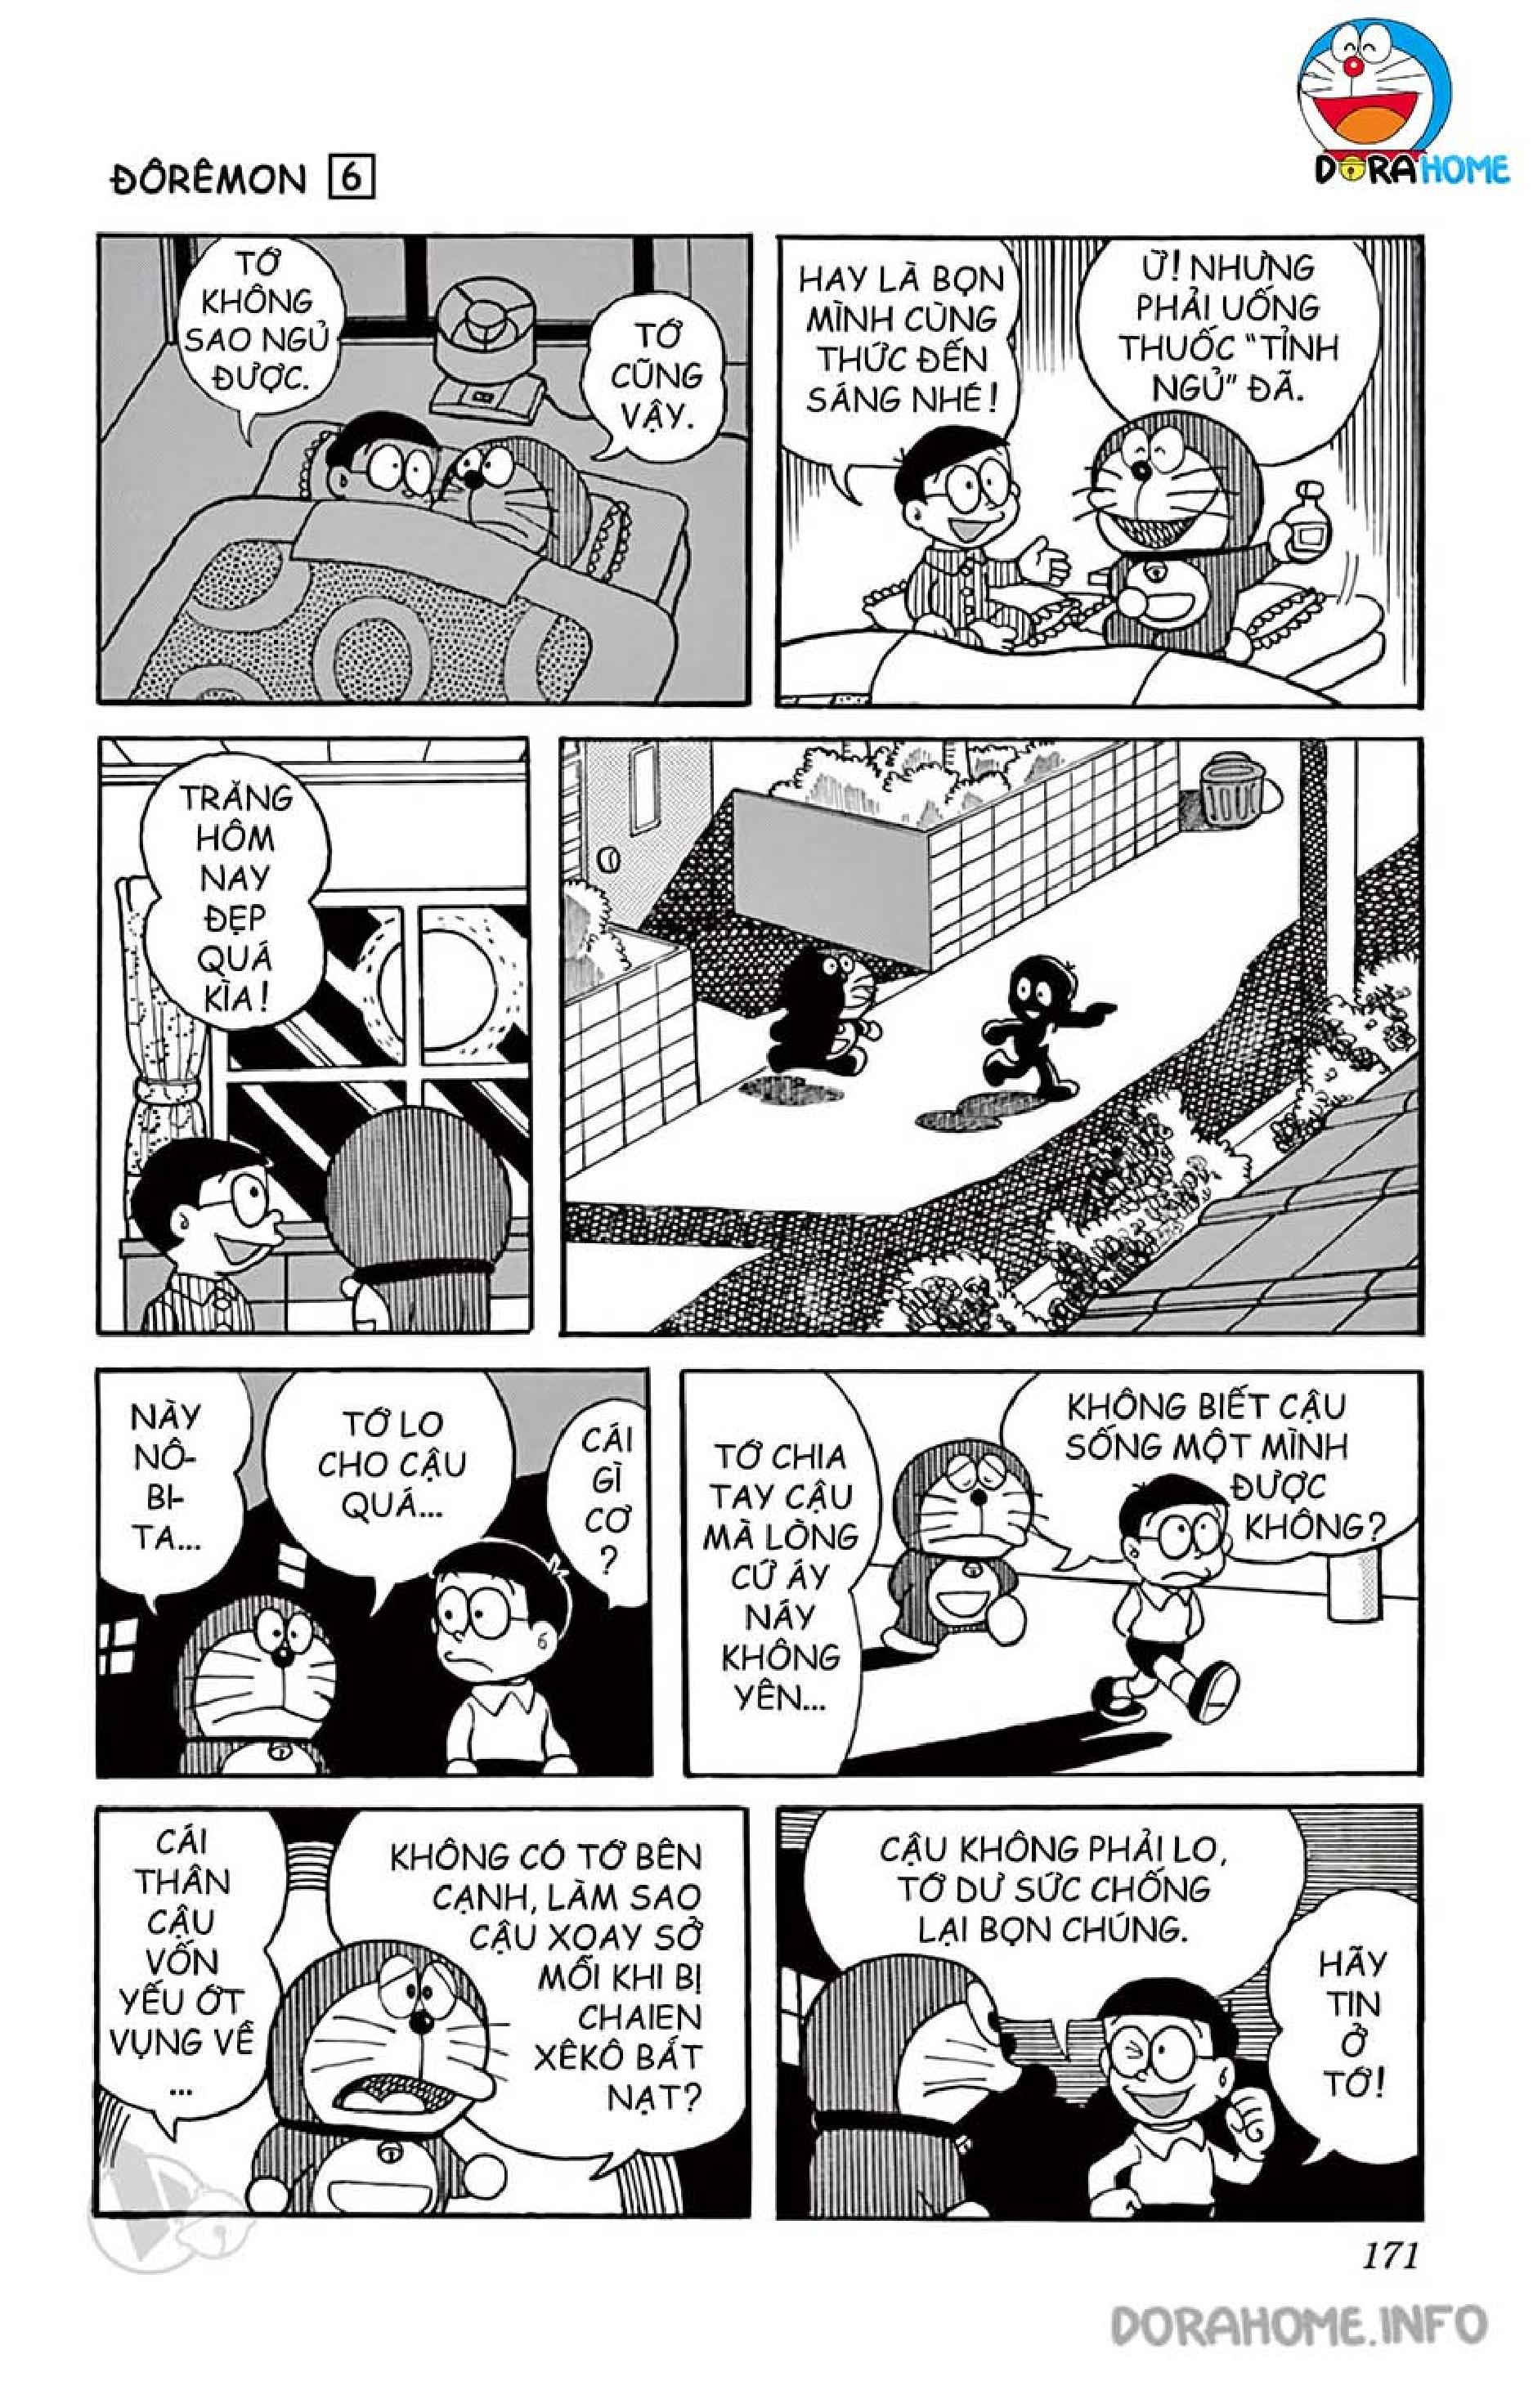 DORAHOME
ĐÔRÊMON 6
TỚ
KHÔNG
SAO NGỦ
ĐƯỢC.
TỚ
CŨNG
VẬY.
HAY LÀ BỌN
MÌNH CÙNG
THỨC ĐẾN
SÁNG NHÉ!
Ừ! NHƯNG
PHẢI UỐNG
THUỐC "TỈNH
NGỦ" ĐÃ.
TRĂNG
HÔM
NAY
ĐẸP
QUÁ
KÌA!
NÀY
NÔ-
BI-
TA...
TỚ LO
CHO CẬU
QUÁ...
CÁI
GÌ
CƠ
?
TỚ CHIA
TAY CẬU
MÀ LÒNG
CỨ ÁY
NÁY
KHÔNG
YÊN...
KHÔNG BIẾT CẬU
SỐNG MỘT MÌNH
ĐƯỢC
KHÔNG?
CÁI
THÂN
CẬU
VỐN
YẾU ỚT
VỤNG VỀ
...
KHÔNG CÓ TỚ BÊN
CẠNH, LÀM SAO
CẬU XOAY SỞ
MỖI KHI BỊ
CHAIEN
XÊKÔ BẮT
NẠT?
CẬU KHÔNG PHẢI LO,
TỚ DƯ SỨC CHỐNG
LẠI BỌN CHÚNG.
HÃY
TIN
Ở
TỚ!
171
DORAHOME.INFO